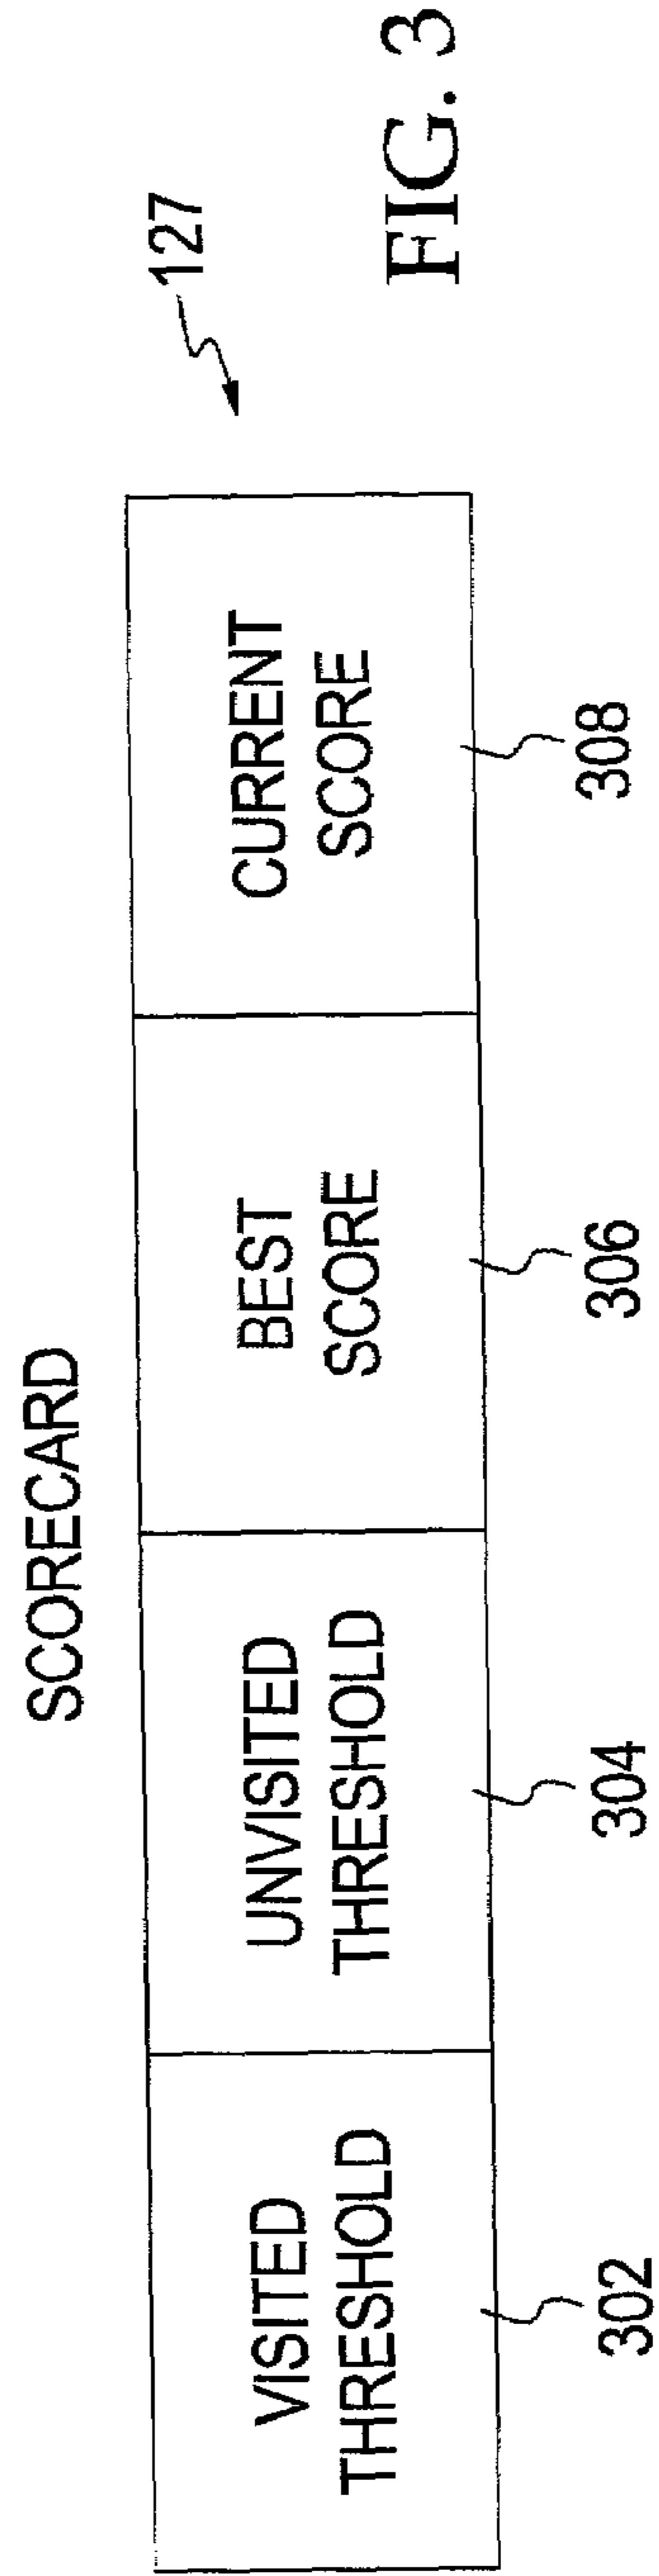 SCORECARD
127
VISITED
THRESHOLD
UNVISITED
THRESHOLD
BEST
SCORE
CURRENT
SCORE
302
304
306
308
FIG. 3